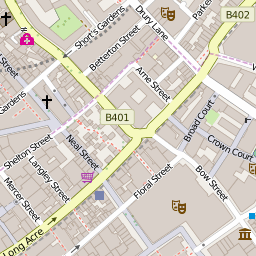 Short's Gardens
Drury Lane
Parke
B402
Betterton Street
Arne Street
Gardens
B401
Broad Court
Shelton Street
Neal Street
Crown Court
Langley Street
Floral Street
Bow Street
Mercer Street
Long Acre